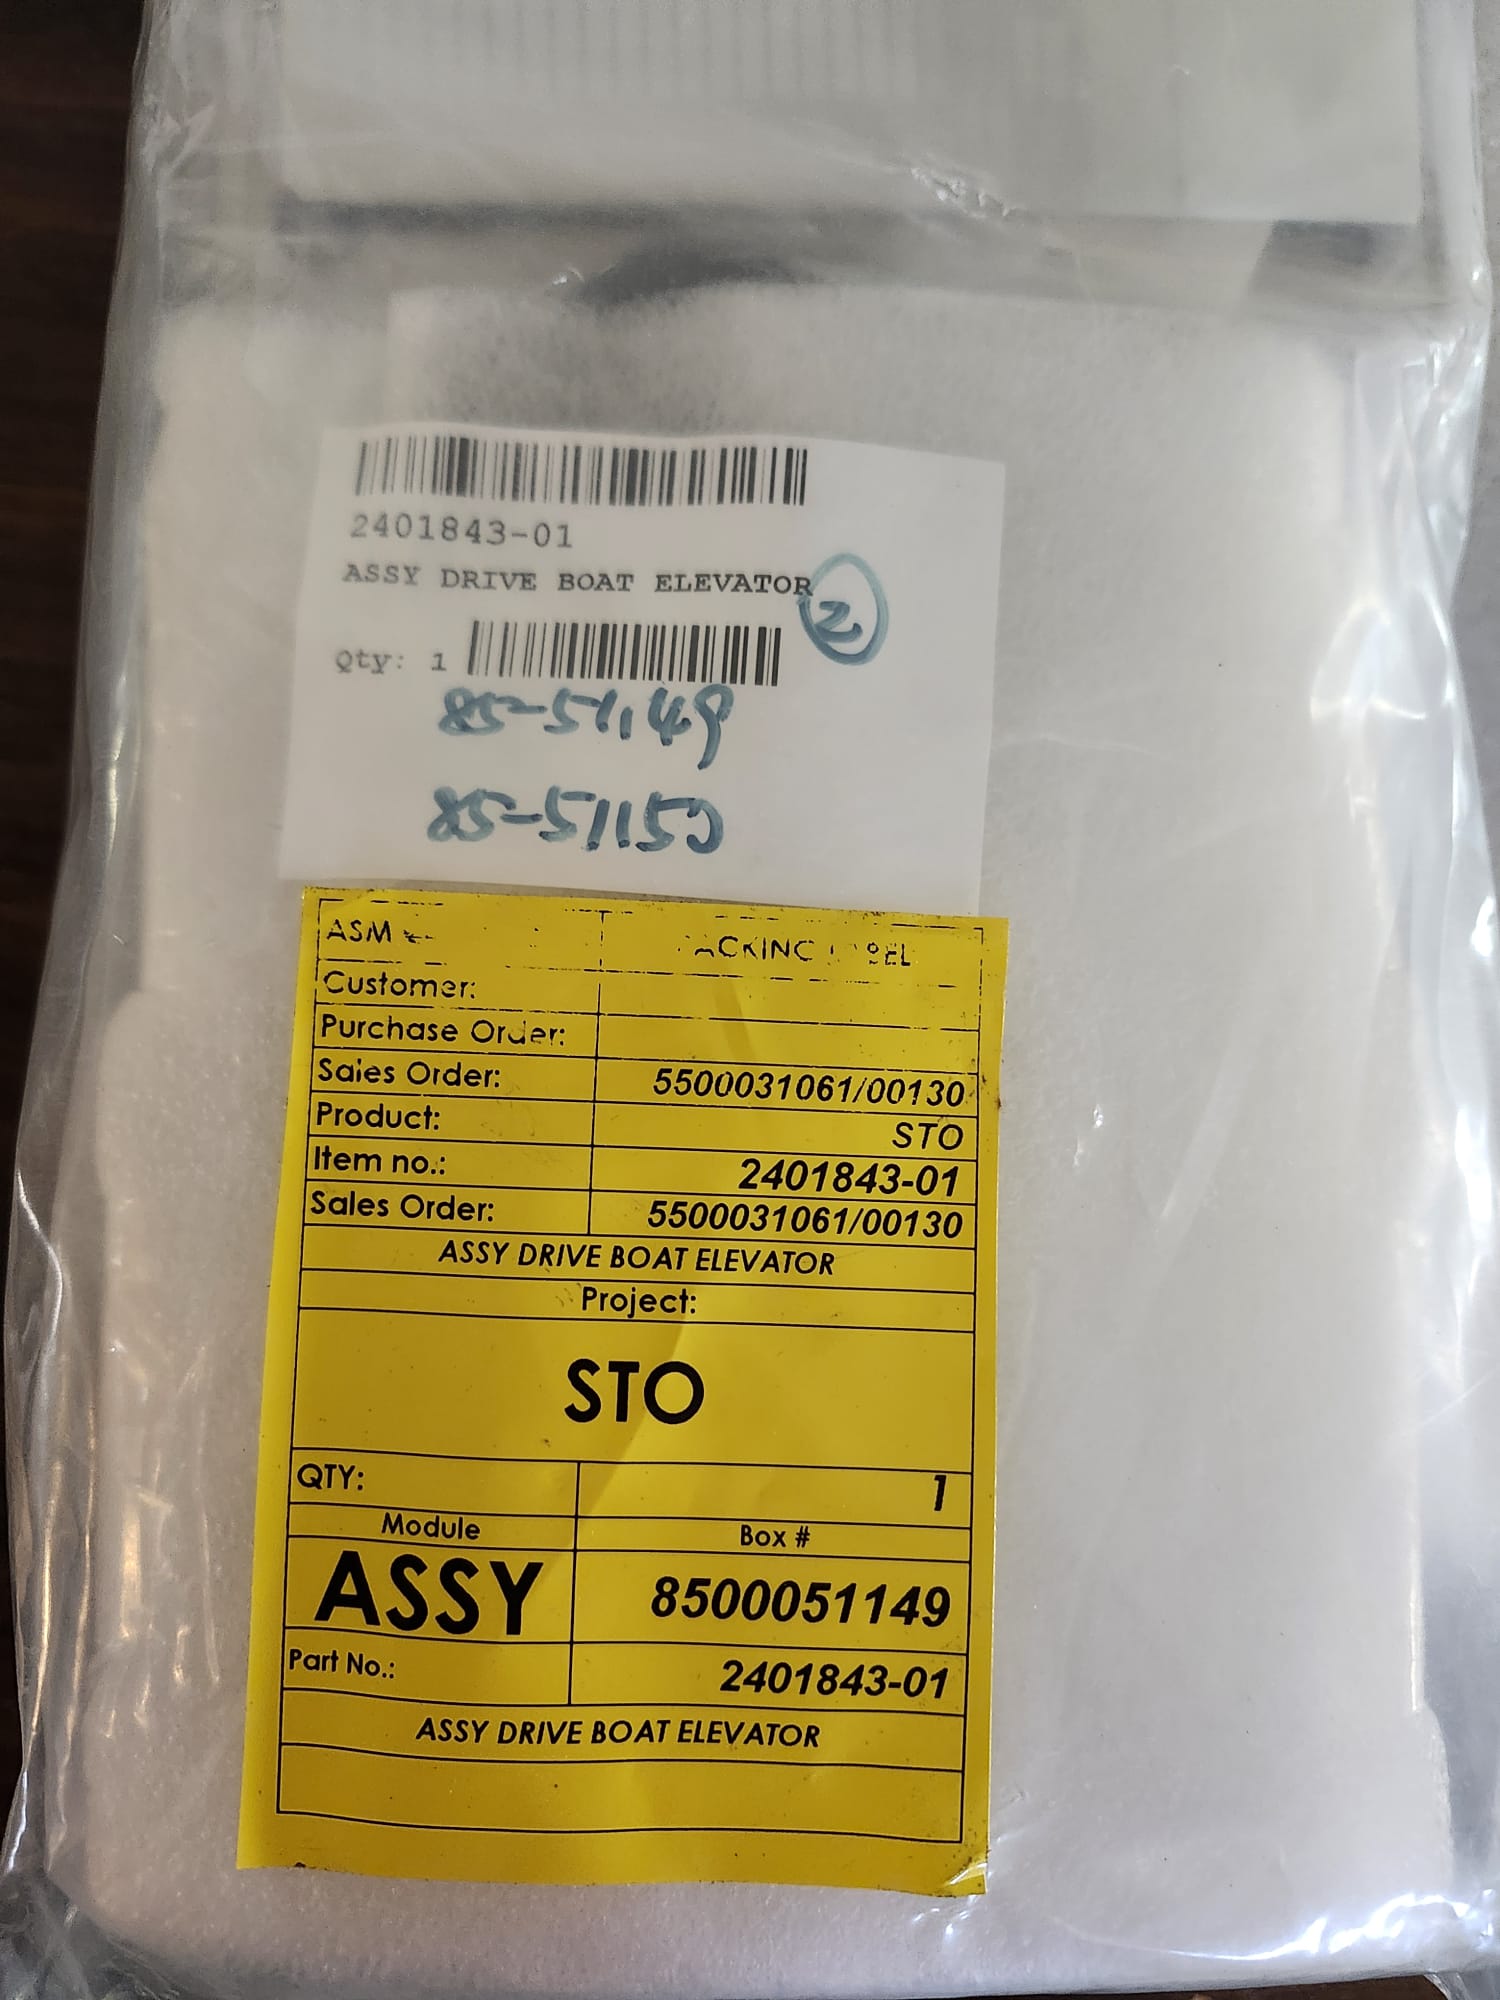 2401843-01
ASSY DRIVE BOAT ELEVATOR
2
Qty: 1
85-51149
85-51150
ASM
Customer:
Purchase Order:
Sales Order: 5500031061/00130
Product: STO
Item no.: 2401843-01
Sales Order: 5500031061/00130
ASSY DRIVE BOAT ELEVATOR
Project:
STO
QTY: 1
Module Box #
ASSY 8500051149
Part No.: 2401843-01
ASSY DRIVE BOAT ELEVATOR